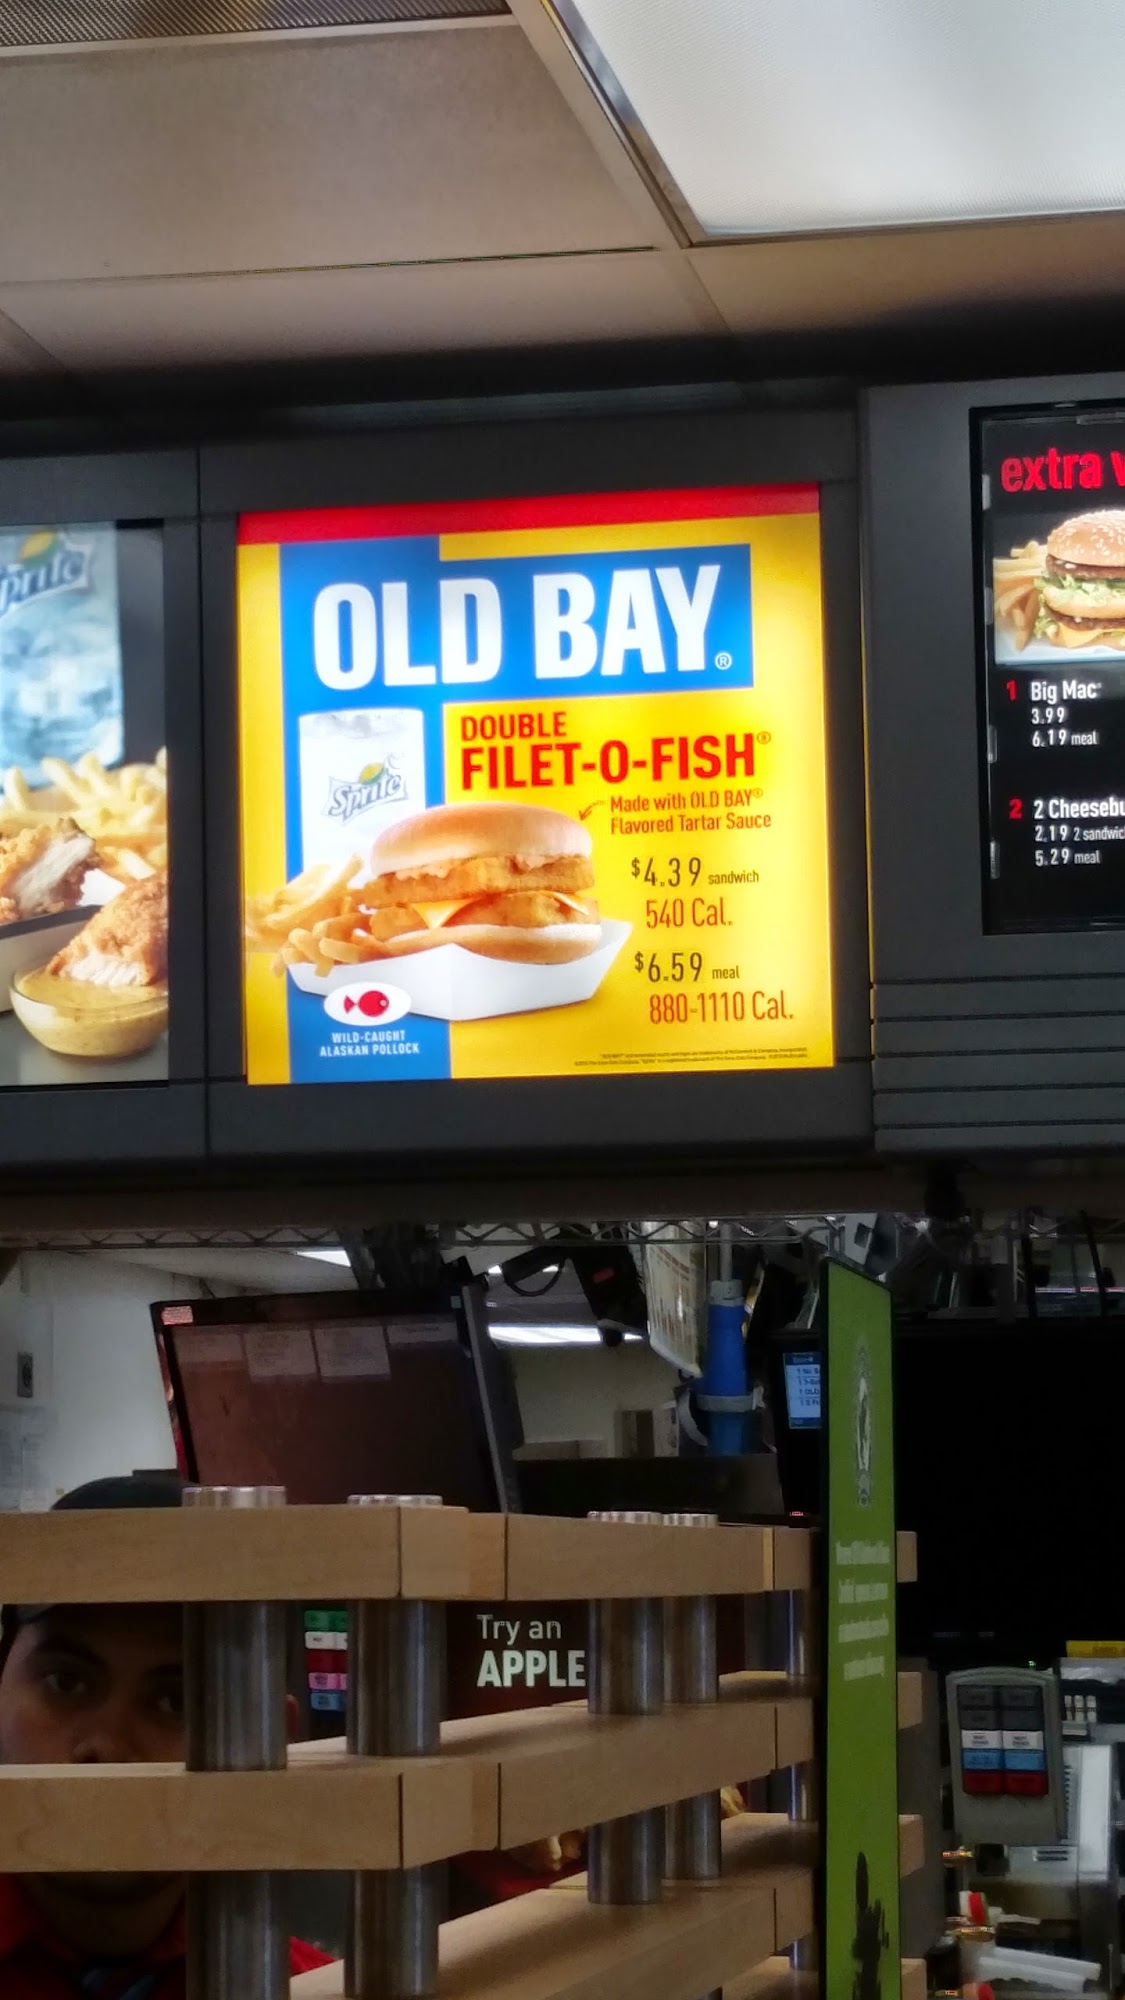 Sprite
OLD BAY®
DOUBLE
FILET-O-FISH®
Made with OLD BAY®
Flavored Tartar Sauce
Sprite
$4.39 sandwich
540 Cal.
$6.59 meal
880-1110 Cal.
WILD-CAUGHT
ALASKAN POLLOCK
extra
1 Big Mac
3.99
6.19 meal
2 2 Cheesebu
2.19 2 sandwic
5.29 meal
Try an
APPLE